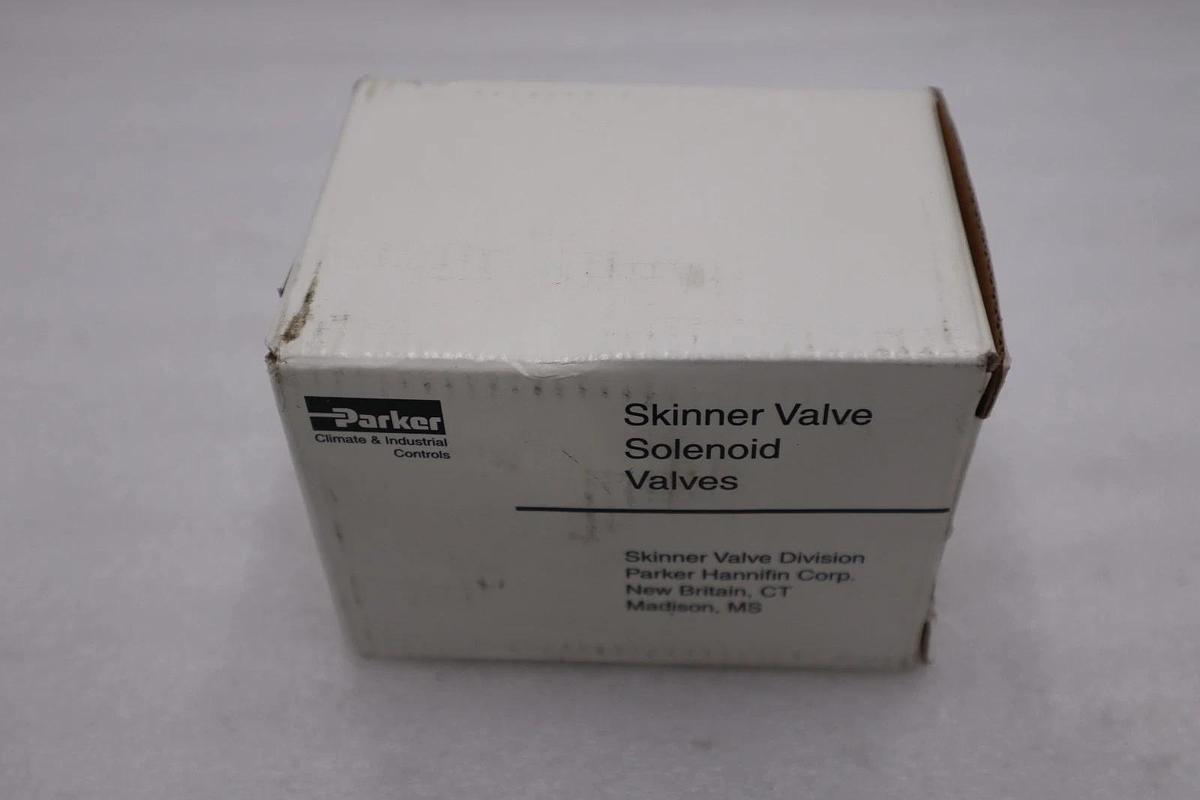 Parker
Climate & Industrial
Controls
Skinner Valve
Solenoid
Valves
Skinner Valve Division
Parker Hannifin Corp.
New Britain, CT
Madison, MS